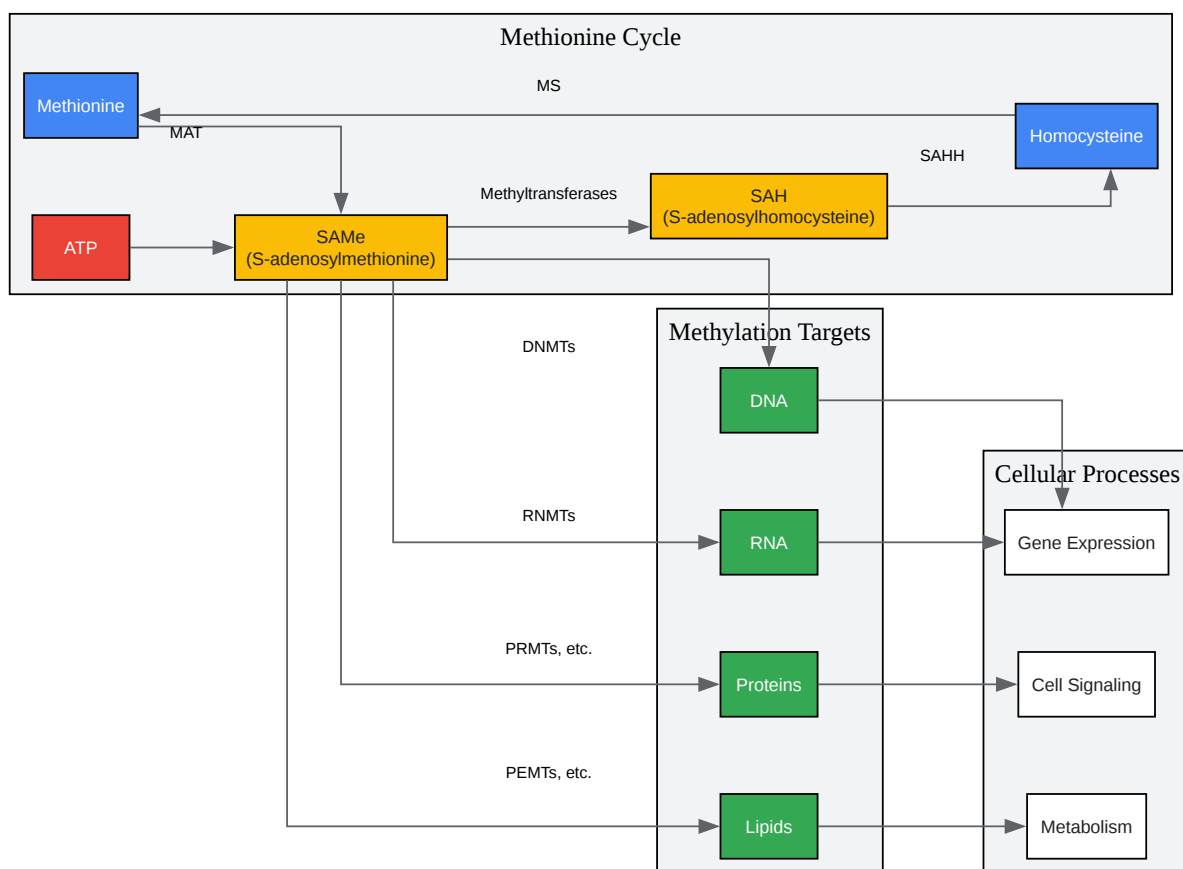 Methionine Cycle
MS
Methionine
MAT
Homocysteine
SAHH
Methyltransferases
SAH
(S-adenosylhomocysteine)
ATP
SAMe
(S-adenosylmethionine)
Methylation Targets
DNMTs
DNA
Cellular Processes
RNMTs
RNA
Gene Expression
PRMTs, etc.
Proteins
Cell Signaling
PEMTs, etc.
Lipids
Metabolism